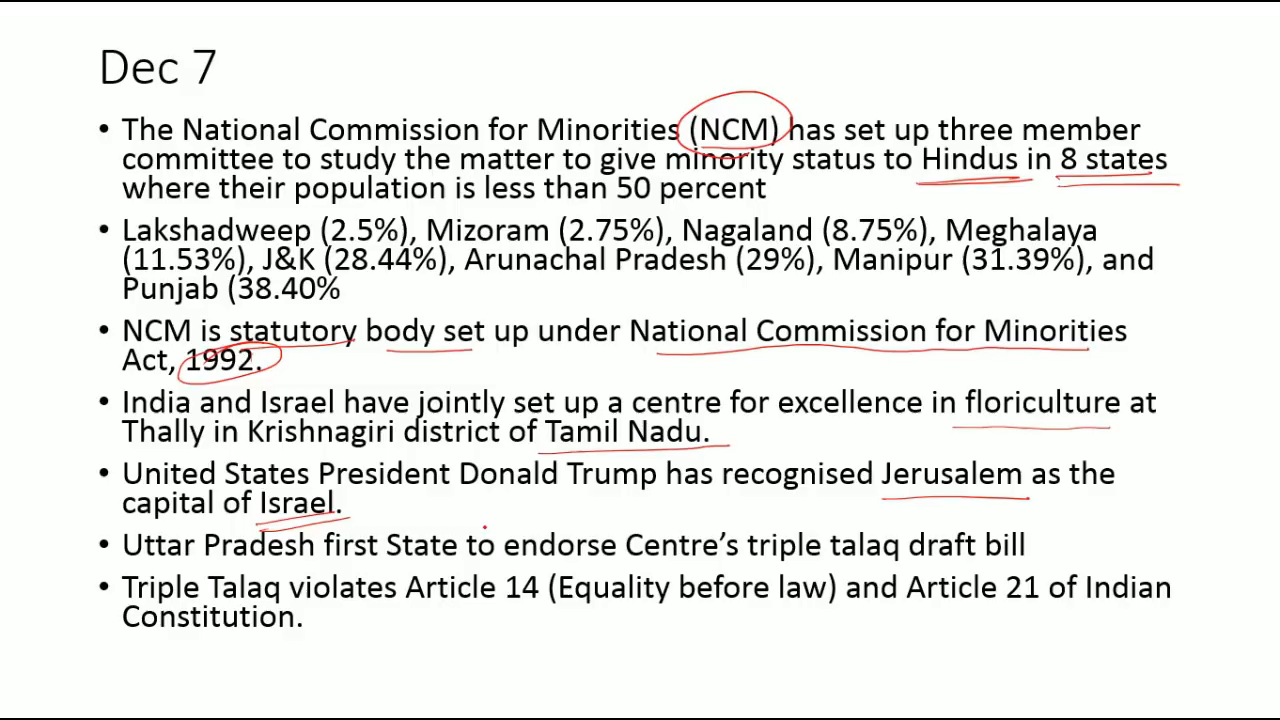 Dec 7
• The National Commission for Minorities (NCM) has set up three member
committee to study the matter to give minority status to Hindus in 8 states
where their population is less than 50 percent
• Lakshadweep (2.5%), Mizoram (2.75%), Nagaland (8.75%), Meghalaya
(11.53%), J&K (28.44%), Arunachal Pradesh (29%), Manipur (31.39%), and
Punjab (38.40%
• NCM is statutory body set up under National Commission for Minorities
Act, 1992.
• India and Israel have jointly set up a centre for excellence in floriculture at
Thally in Krishnagiri district of Tamil Nadu.
• United States President Donald Trump has recognised Jerusalem as the
capital of Israel.
• Uttar Pradesh first State to endorse Centre’s triple talaq draft bill
• Triple Talaq violates Article 14 (Equality before law) and Article 21 of Indian
Constitution.